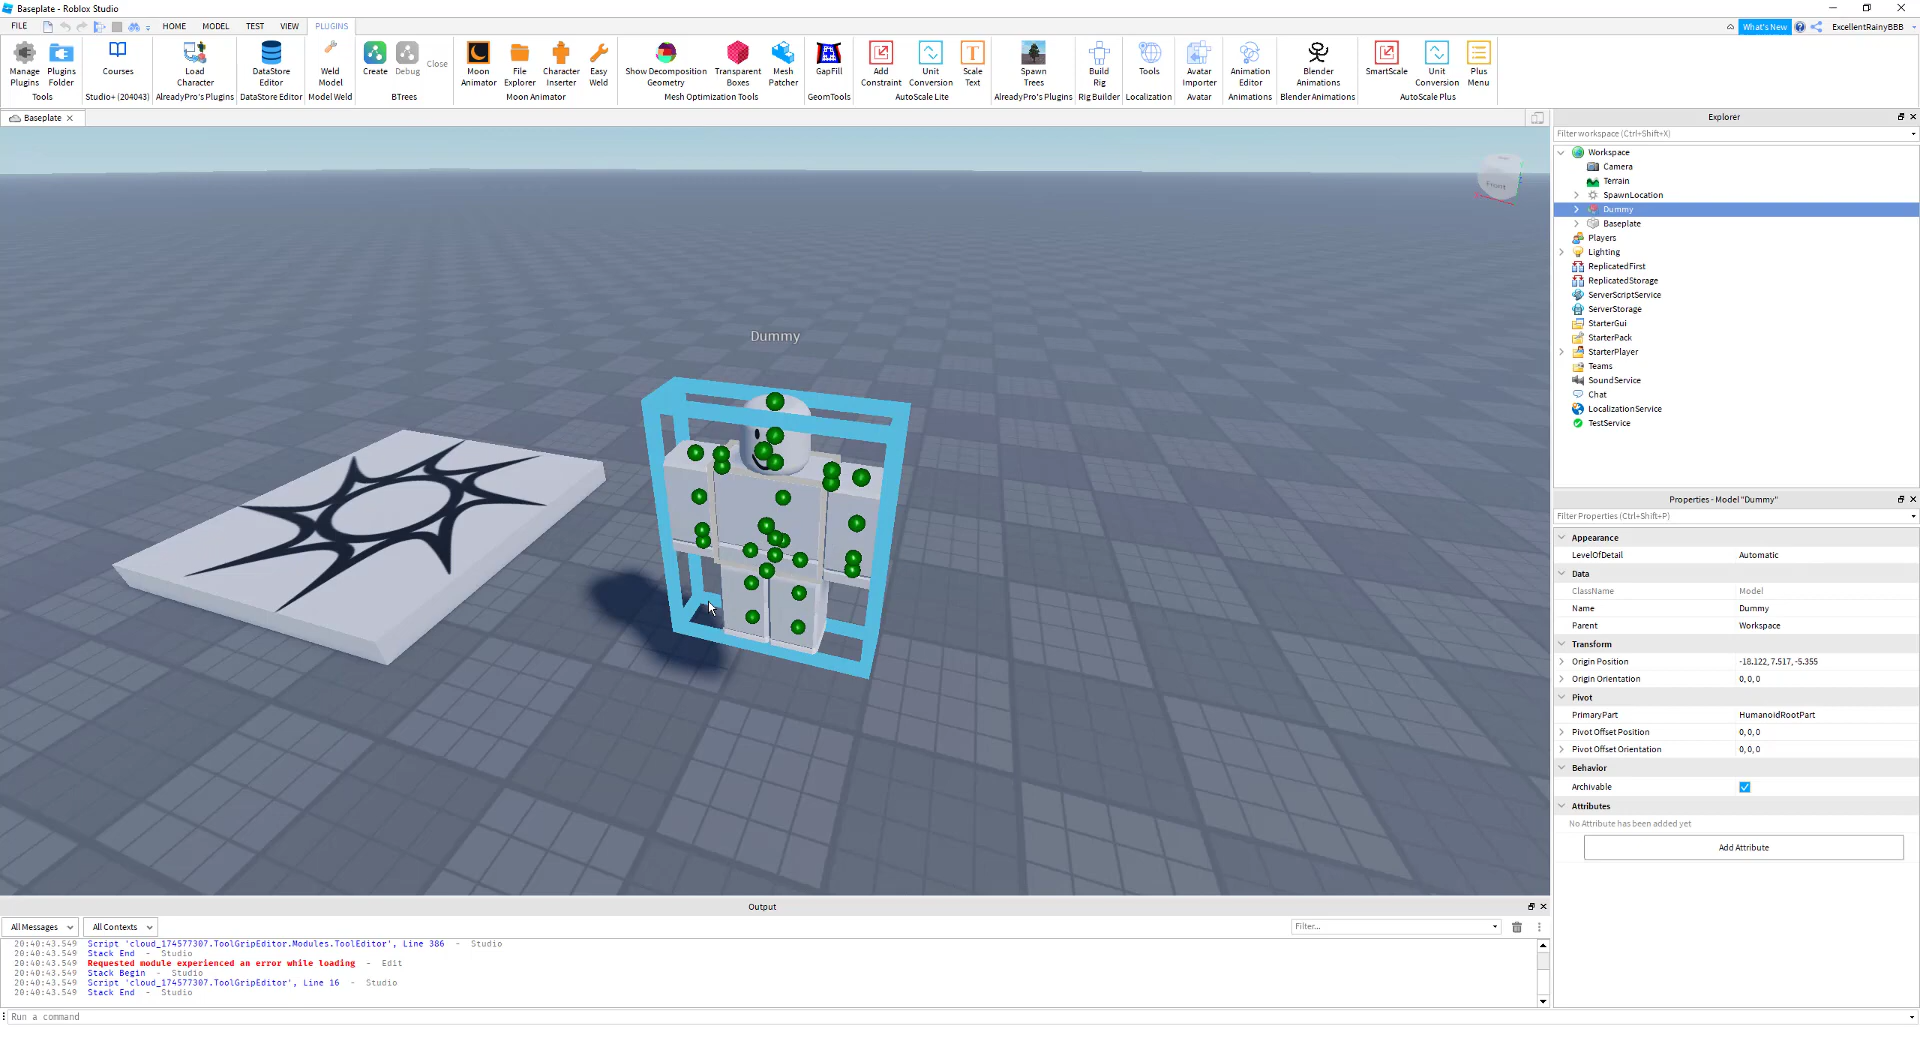 Baseplate - Roblox Studio
FILE HOME MODEL TEST VIEW PLUGINS What's New ExcellentRainyBBB
Manage Plugins
Plugins Folder
Tools
Courses
Studio+ (204043)
Load Character
AlreadyPro's Plugins
DataStore Editor
DataStore Editor
Weld Model
Model Weld
Create
Debug
Close
BTrees
Moon Animator
File Explorer
Character Inserter
Easy Weld
Moon Animator
Show Decomposition Geometry
Transparent Boxes
Mesh Patcher
Mesh Optimization Tools
GapFill
GeomTools
Add Constraint
Unit Conversion
Scale Text
AutoScale Lite
Spawn Trees
AlreadyPro's Plugins
Build Rig
Rig Builder
Tools
Localization
Avatar Importer
Avatar
Animation Editor
Animations
Blender Animations
Blender Animations
SmartScale
Unit Conversion
Plus Menu
AutoScale Plus
Baseplate
Dummy
Front
Explorer
Filter workspace (Ctrl+Shift+X)
Workspace
Camera
Terrain
SpawnLocation
Dummy
Baseplate
Players
Lighting
ReplicatedFirst
ReplicatedStorage
ServerScriptService
ServerStorage
StarterGui
StarterPack
StarterPlayer
Teams
SoundService
Chat
LocalizationService
TestService
Properties - Model "Dummy"
Filter Properties (Ctrl+Shift+P)
Appearance
LevelOfDetail Automatic
Data
ClassName Model
Name Dummy
Parent Workspace
Transform
Origin Position -18.122, 7.517, -5.355
Origin Orientation 0, 0, 0
Pivot
PrimaryPart HumanoidRootPart
Pivot Offset Position 0, 0, 0
Pivot Offset Orientation 0, 0, 0
Behavior
Archivable
Attributes
No Attribute has been added yet
Add Attribute
Output
All Messages All Contexts Filter...
20:40:43.549 Script 'cloud_174577307.ToolGripEditor.Modules.ToolEditor', Line 386 - Studio
20:40:43.549 Stack End - Studio
20:40:43.549 Requested module experienced an error while loading - Edit
20:40:43.549 Stack Begin - Studio
20:40:43.549 Script 'cloud_174577307.ToolGripEditor', Line 16 - Studio
20:40:43.549 Stack End - Studio
Run a command